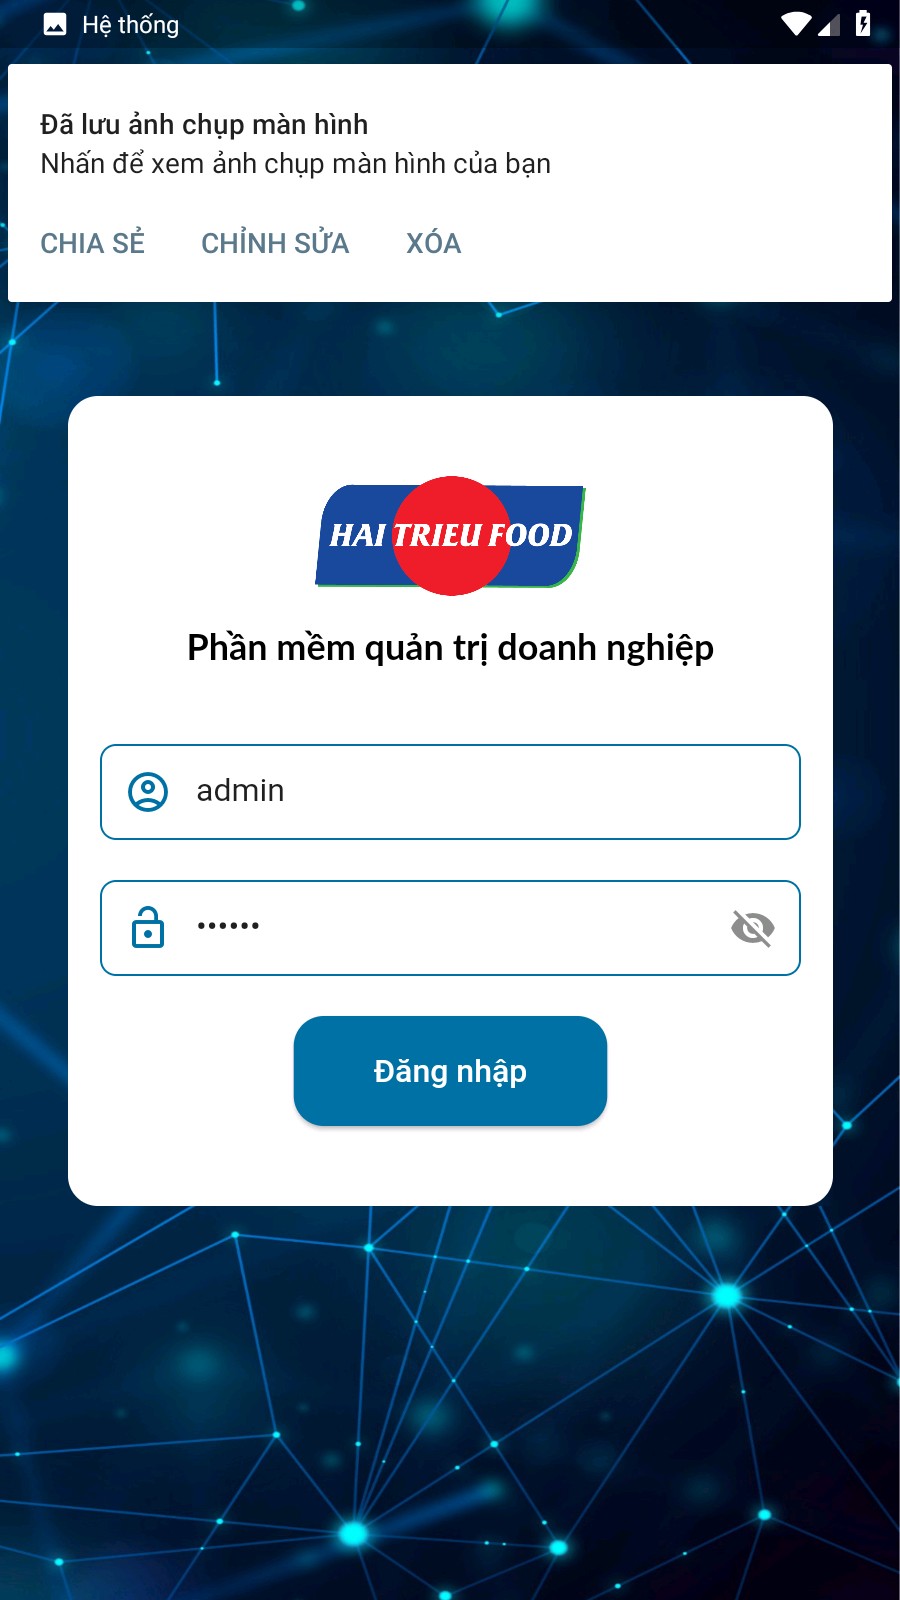 Hệ thống
Đã lưu ảnh chụp màn hình
Nhấn để xem ảnh chụp màn hình của bạn
CHIA SẺ CHỈNH SỬA XÓA
HAI TRIEU FOOD
Phần mềm quản trị doanh nghiệp
admin
••••••
Đăng nhập